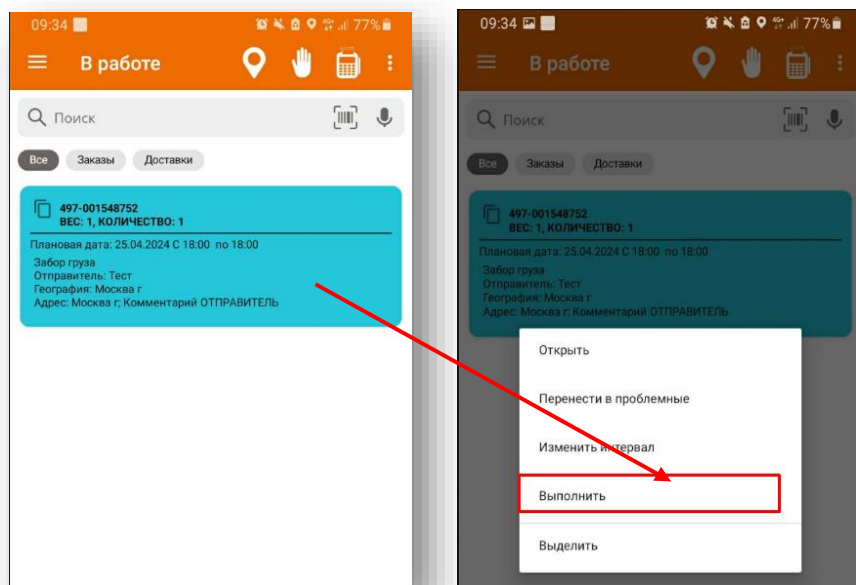 09:34 77%
В работе
Поиск
Все Заказы Доставки
497-001548752
ВЕС: 1, КОЛИЧЕСТВО: 1
Плановая дата: 25.04.2024 С 18:00 по 18:00
Забор груза
Отправитель: Тест
География: Москва г
Адрес: Москва г; Комментарий ОТПРАВИТЕЛЬ
09:34 77%
В работе
Поиск
Все Заказы Доставки
497-001548752
ВЕС: 1, КОЛИЧЕСТВО: 1
Плановая дата: 25.04.2024 С 18:00 по 18:00
Забор груза
Отправитель: Тест
География: Москва г
Адрес: Москва г; Комментарий ОТПРАВИТЕЛЬ
Открыть
Перенести в проблемные
Изменить интервал
Выполнить
Выделить